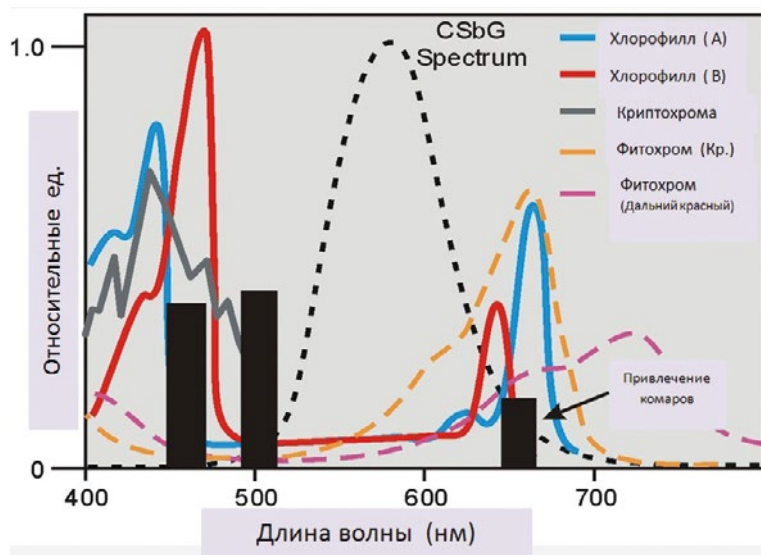 1.0
CSbG
Spectrum
Хлорофилл (А)
Хлорофилл (В)
Криптохрома
Фитохром (Кр.)
Фитохром
(Дальний красный)
Относительные ед.
Привлечение
комаров
0
400
500
600
700
Длина волны (нм)